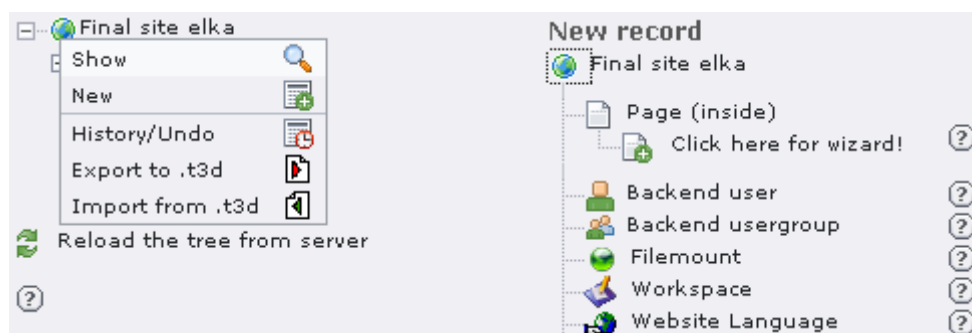 Final site elka
Show
New
History/Undo
Export to .t3d
Import from .t3d
Reload the tree from server
?
New record
Final site elka
Page (inside)
Click here for wizard! ?
Backend user ?
Backend usergroup ?
Filemount ?
Workspace ?
Website Language ?